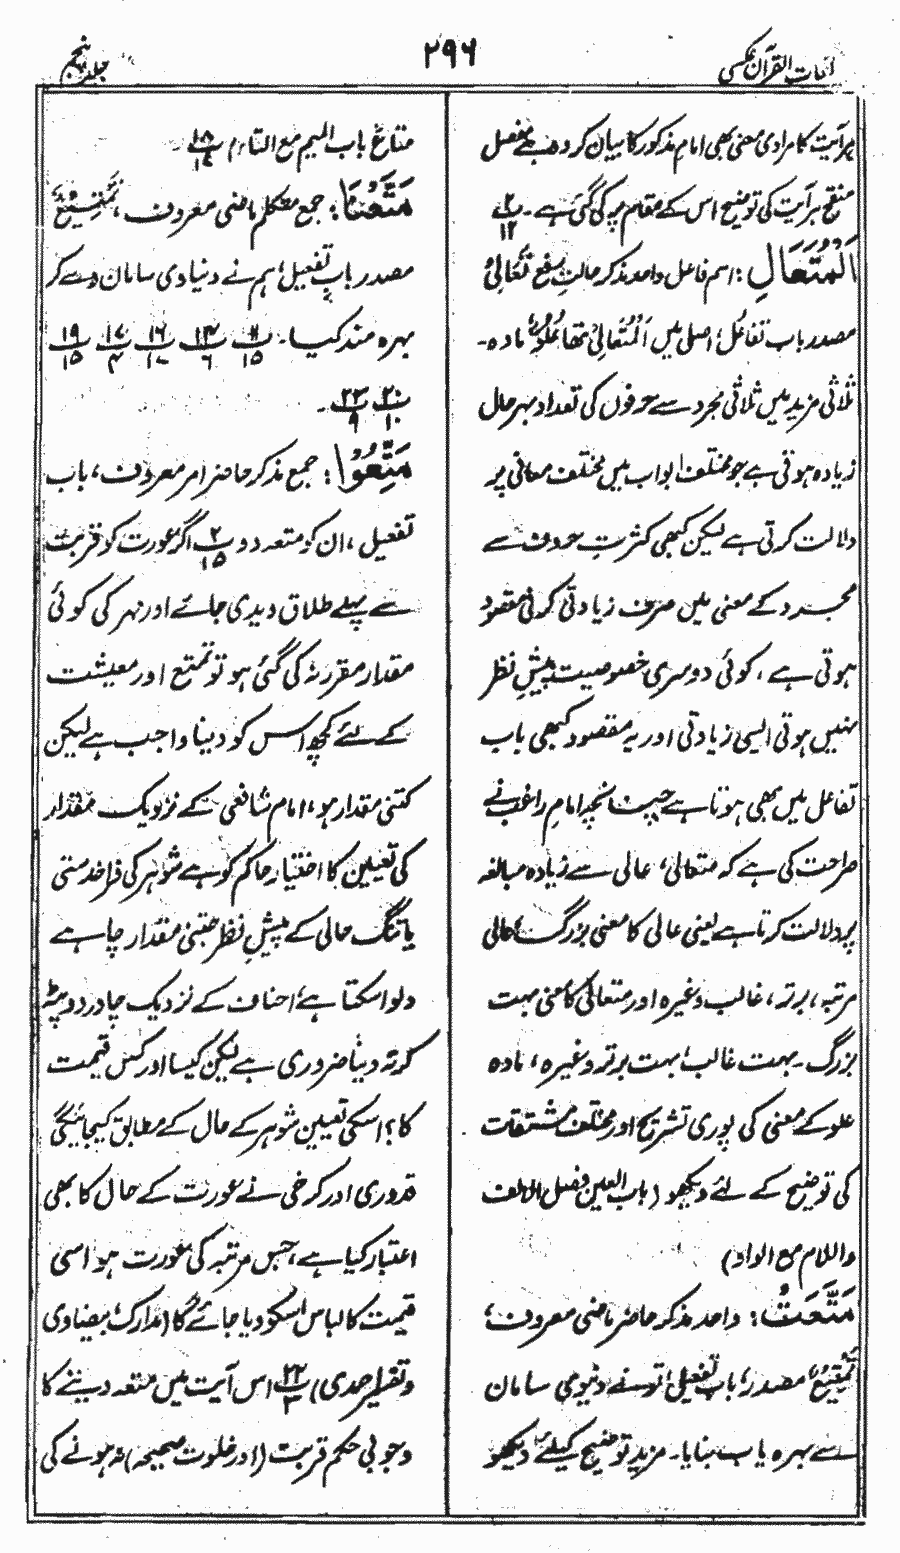 لغات القرآن عکسی
۲۹۶
جلد پنجم
ہر آیت کا مرادی معنی بھی امام مذکور کا بیان کردہ ہے مفصل
منقح ہر آیت کی توضیح اس کے مقام پر کی گئی ہے۔ ۲/۱۲
اَلْمُتَعَالِ: اسم فاعل واحد مذکر حالتِ رفع تَعَالِیْ
مصدر باب تفاعل، اصل میں اَلْمُتَعَالِیُ تھا عُلُوٌّ مادہ۔
ثلاثی مزید میں ثلاثی مجرد سے حرفوں کی تعداد بہر حال
زیادہ ہوتی ہے جو مختلف ابواب میں مختلف معانی پر
دلالت کرتی ہے لیکن کبھی کثرتِ حروف سے
مجرد کے معنی میں صرف زیادتی کرنی مقصود
ہوتی ہے، کوئی دوسری خصوصیت پیشِ نظر
نہیں ہوتی ایسی زیادتی اور یہ مقصود کبھی باب
تفاعل میں بھی ہوتا ہے چنانچہ امام راغب نے
صراحت کی ہے کہ متعالی، عالی سے زیادہ مبالغہ
پر دلالت کرتا ہے یعنی عالی کا معنی بزرگ، عالی
مرتبہ، برتر، غالب وغیرہ اور متعالی کا معنی بہت
بزرگ۔ بہت غالب، بہت برتر وغیرہ، مادہ
علو کے معنی کی پوری تشریح اور مختلف مشتقات
کی توضیح کے لئے دیکھو (باب العین فصل الالف
واللام مع الواو)
مَتَّعْتَ: واحد مذکر حاضر ماضی معروف،
تَمْتِیْعٌ، مصدر، باب تفعیل، تو نے دنیوی سامان
سے بہرہ یاب بنایا۔ مزید توضیح کیلئے دیکھو
متاعٌ باب المیم مع التاء، ۱۸/۱۷۔
مَتَّعْنَا: جمع متکلم ماضی معروف، تَمْتِیْعٌ
مصدر باب تفعیل، ہم نے دنیادی سامان دے کر
بہرہ مند کیا۔ ۷/۱۵ ۱۴/۶ ۱۶/۱۰ ۱۷/۴ ۱۹/۱۵
۲۰/۱۰ ۲۳/۹۔
مَتِّعُوْا: جمع مذکر حاضر امر معروف، باب
تفعیل، ان کو متعہ دو ۲/۱۵ اگر عورت کو قربت
سے پہلے طلاق دیدی جائے اور مہر کی کوئی
مقدار مقرر نہ کی گئی ہو تو تمتع اور معیشت
کے لئے کچھ اس کو دینا واجب ہے لیکن
کتنی مقدار ہو، امام شافعی کے نزدیک مقدار
کی تعیین کا اختیار حاکم کو ہے شوہر کی فراخدستی
یا تنگ حالی کے پیشِ نظر جتنی مقدار چاہے
دلوا سکتا ہے، احناف کے نزدیک چادر دوپٹہ
کرتہ دینا ضروری ہے لیکن کیسا اور کس قیمت
کا؟ اسکی تعیین شوہر کے حال کے مطابق کیجائیگی
قدوری اور کرخی نے عورت کے حال کا بھی
اعتبار کیا ہے، جس مرتبہ کی عورت ہو اسی
قیمت کا لباس اسکو دیا جائے گا (مدارک، بیضاوی
وتفسیر احمدی) ۲۲/۳ اس آیت میں متعہ دینے کا
وجوبی حکم قربت (اور خلوت صحیحہ) نہ ہونے کی